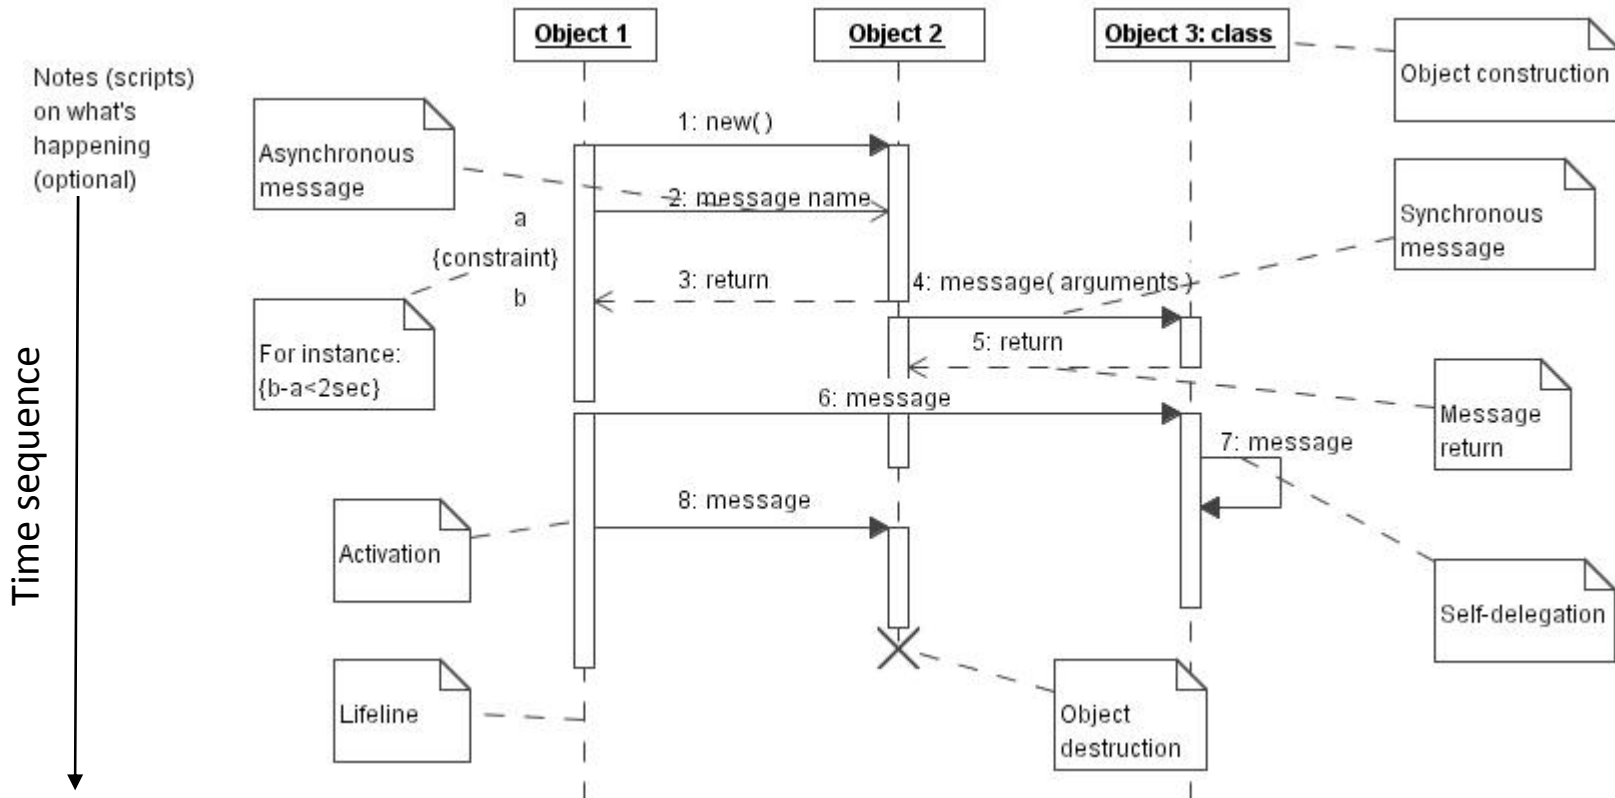 Object 1
Object 2
Object 3: class
Object construction
Notes (scripts)
on what's
happening
(optional)
1: new( )
Asynchronous
message
2: message name
Synchronous
message
a
{constraint}
b
3: return
4: message( arguments )
For instance:
{b-a<2sec}
5: return
6: message
Message
return
7: message
8: message
Activation
Time sequence
Self-delegation
Lifeline
Object
destruction